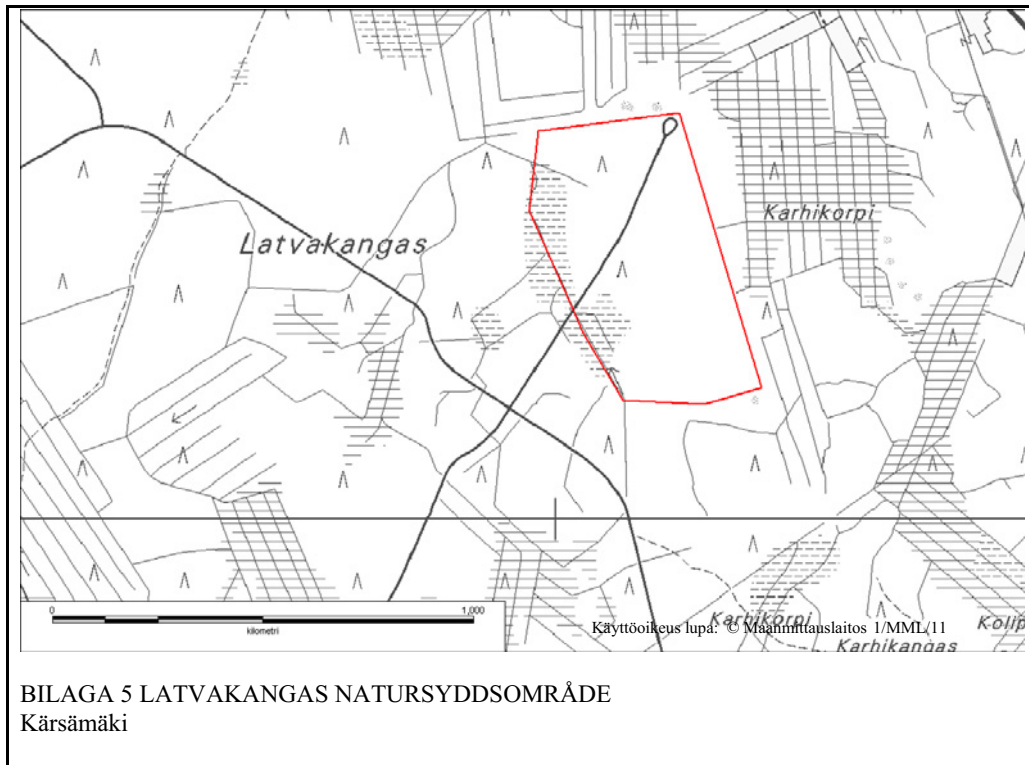 Latvakangas
Karhikorpi
0
1,000
kilometri
Käyttöoikeus lupa: © Maanmittauslaitos 1/MML/11
Karhikorpi
Kolip
Karhikangas
BILAGA 5 LATVAKANGAS NATURSYDDSOMRÅDE
Kärsämäki